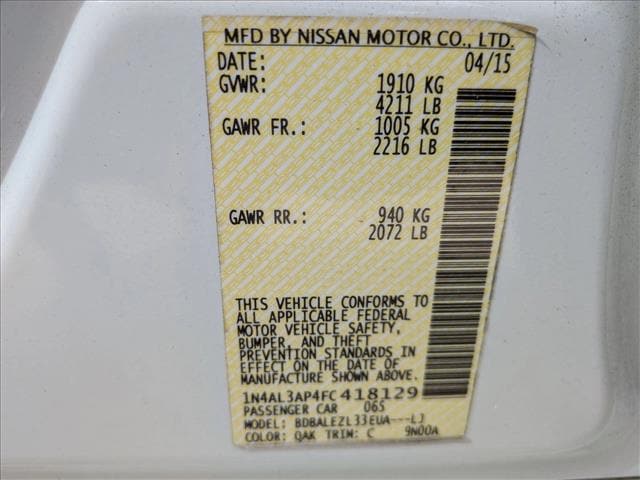 MFD BY NISSAN MOTOR CO., LTD.
DATE: 04/15
GVWR: 1910 KG
4211 LB
GAWR FR.: 1005 KG
2216 LB
GAWR RR.: 940 KG
2072 LB
THIS VEHICLE CONFORMS TO
ALL APPLICABLE FEDERAL
MOTOR VEHICLE SAFETY,
BUMPER, AND THEFT
PREVENTION STANDARDS IN
EFFECT ON THE DATE OF
MANUFACTURE SHOWN ABOVE.
1N4AL3AP4FC418129
PASSENGER CAR 065
MODEL: BDBALEZL33EUA---LJ
COLOR: QAK TRIM: C 9N00A